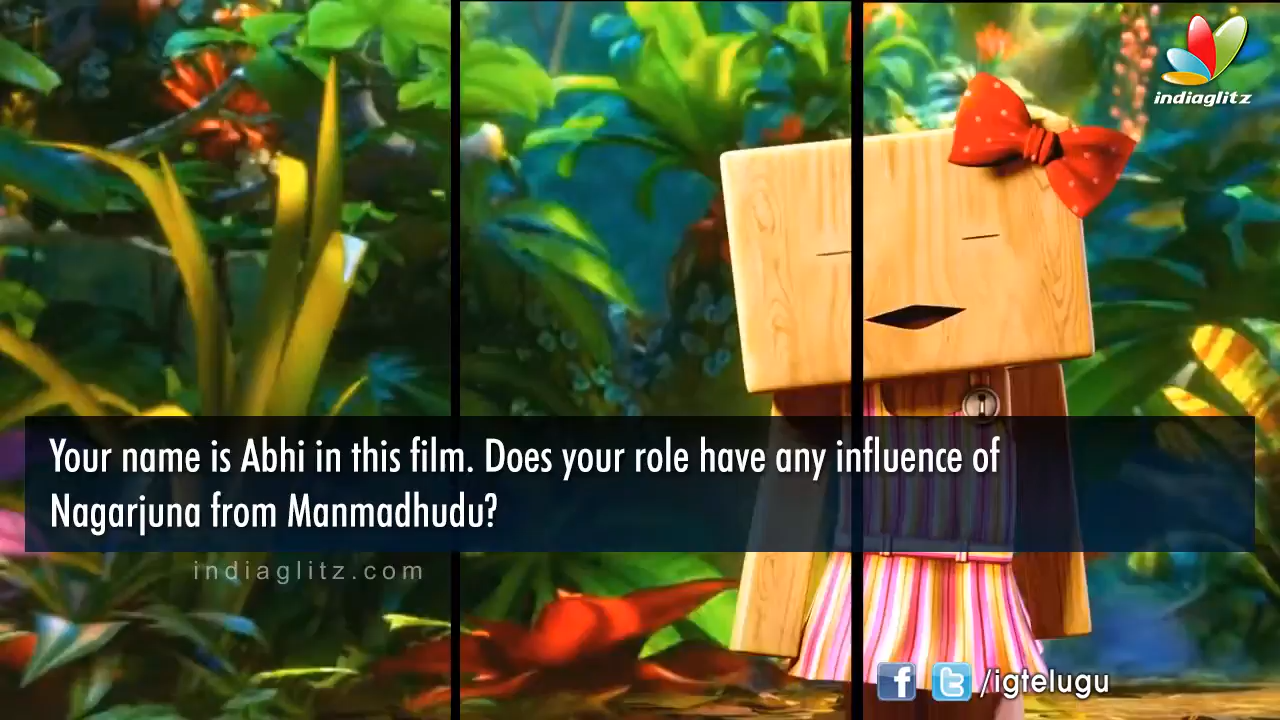 indiaglitz
Your name is Abhi in this film. Does your role have any influence of
Nagarjuna from Manmadhudu?
indiaglitz.com
/igtelugu